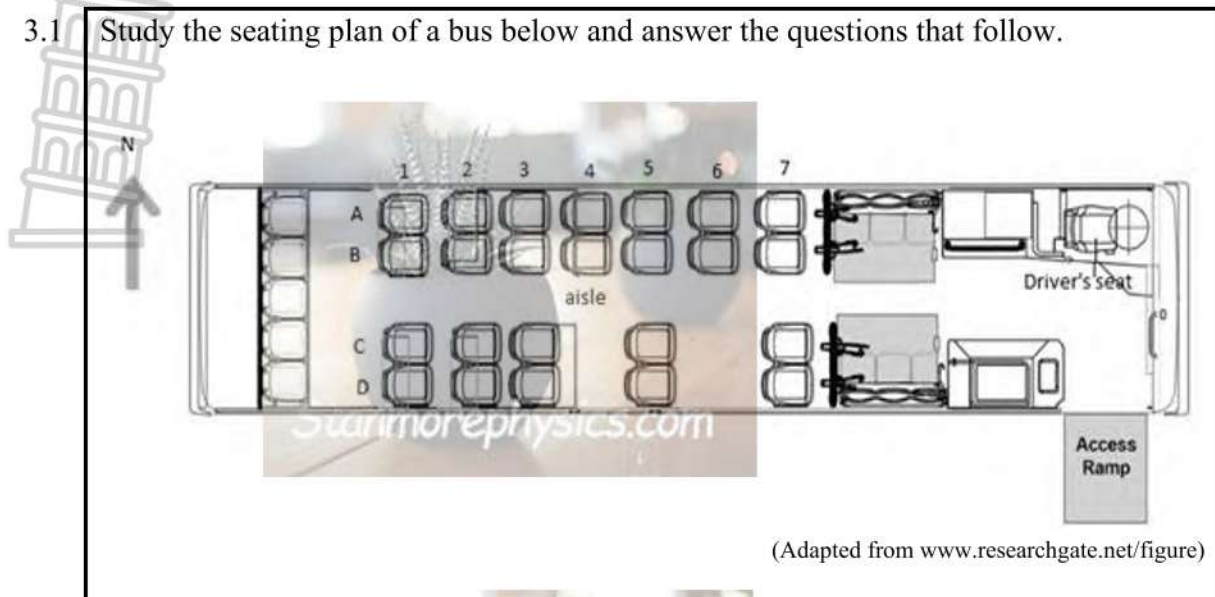 3.1 Study the seating plan of a bus below and answer the questions that follow.
N
1 2 3 4 5 6 7
A
B
aisle
Driver's seat
C
D
Stanmorephysics.com
Access
Ramp
(Adapted from www.researchgate.net/figure)